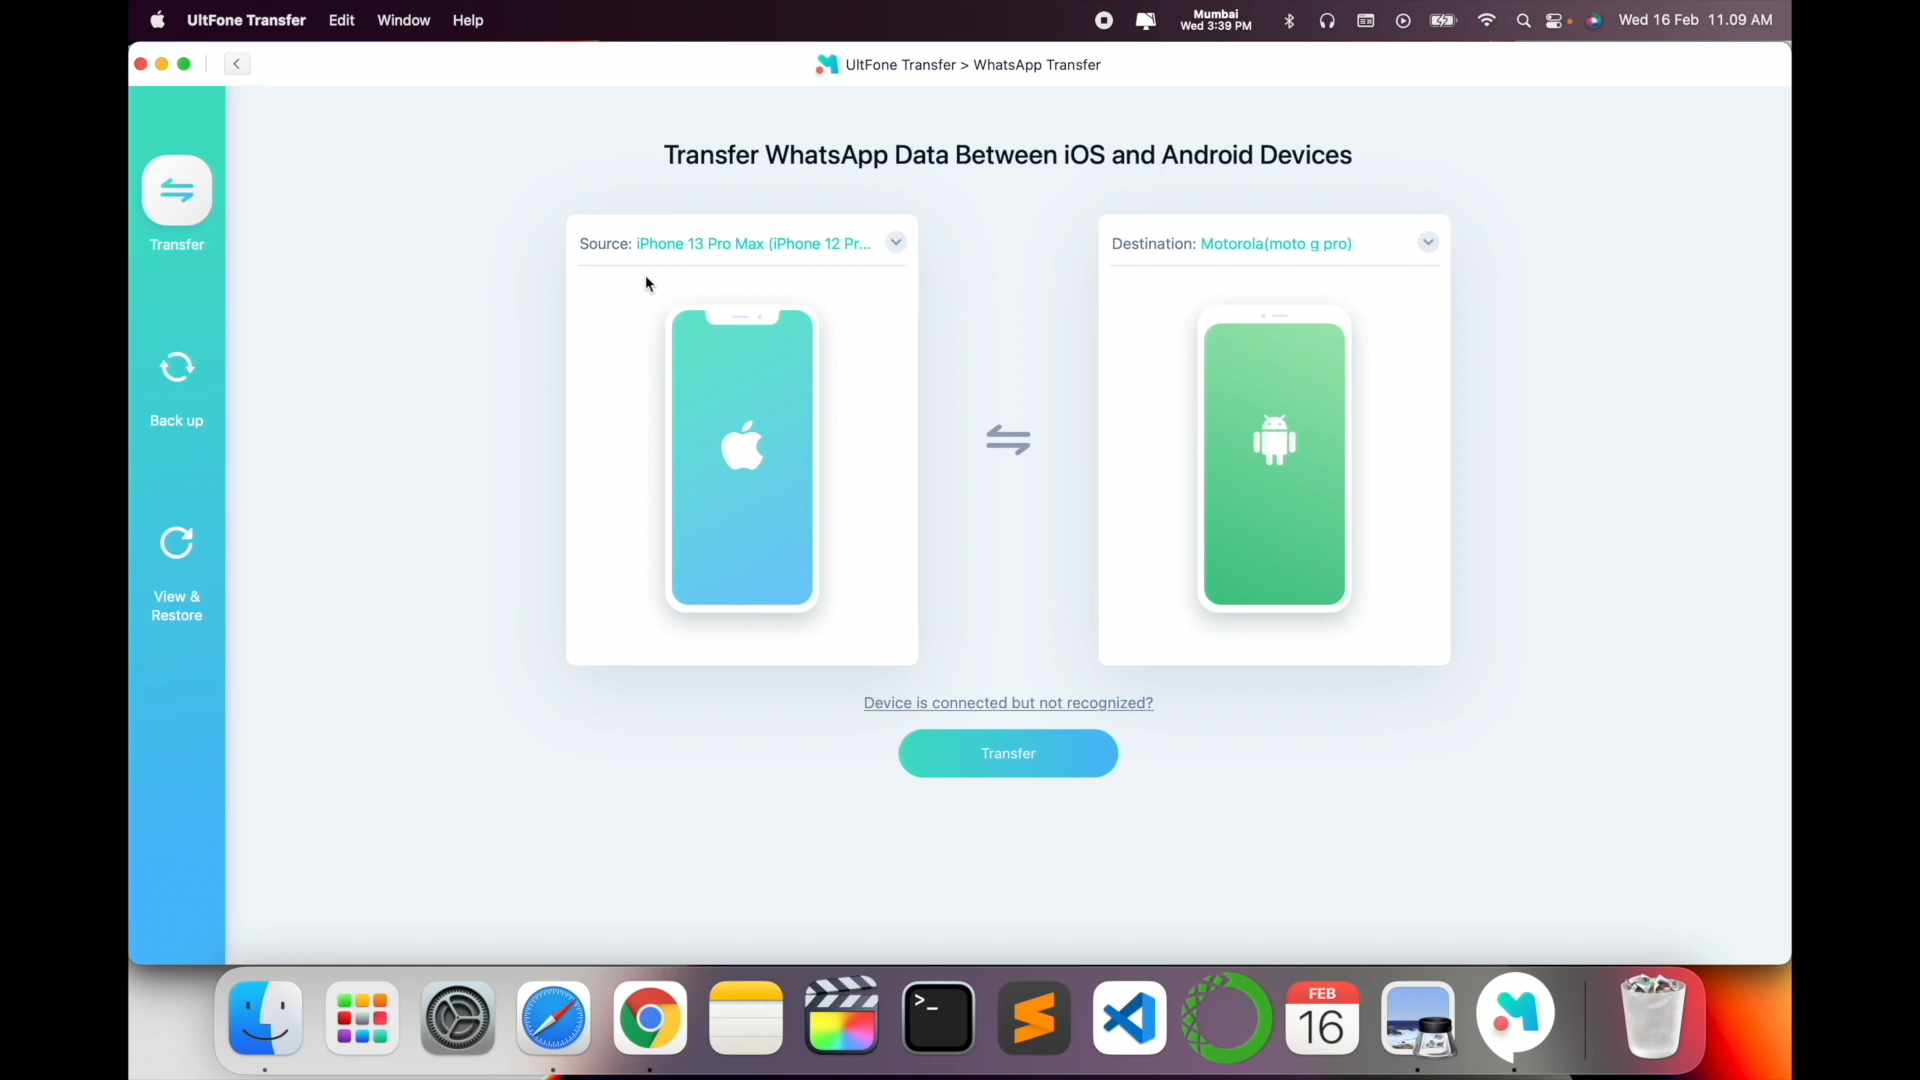 UltFone Transfer Edit Window Help
Mumbai
Wed 3:39 PM
Wed 16 Feb 11.09 AM
UltFone Transfer > WhatsApp Transfer
Transfer WhatsApp Data Between iOS and Android Devices
Transfer
Back up
View &
Restore
Source: iPhone 13 Pro Max (iPhone 12 Pr...
Destination: Motorola(moto g pro)
Device is connected but not recognized?
Transfer
>_
FEB
16